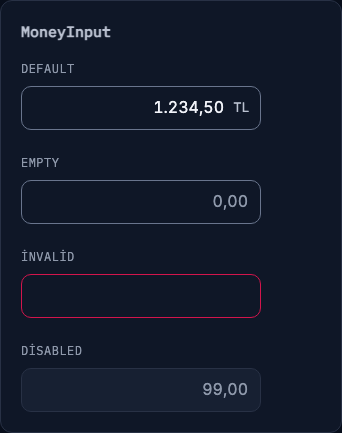 MoneyInput
DEFAULT
1.234,50 TL
EMPTY
0,00
İNVALİD
DİSABLED
99,00